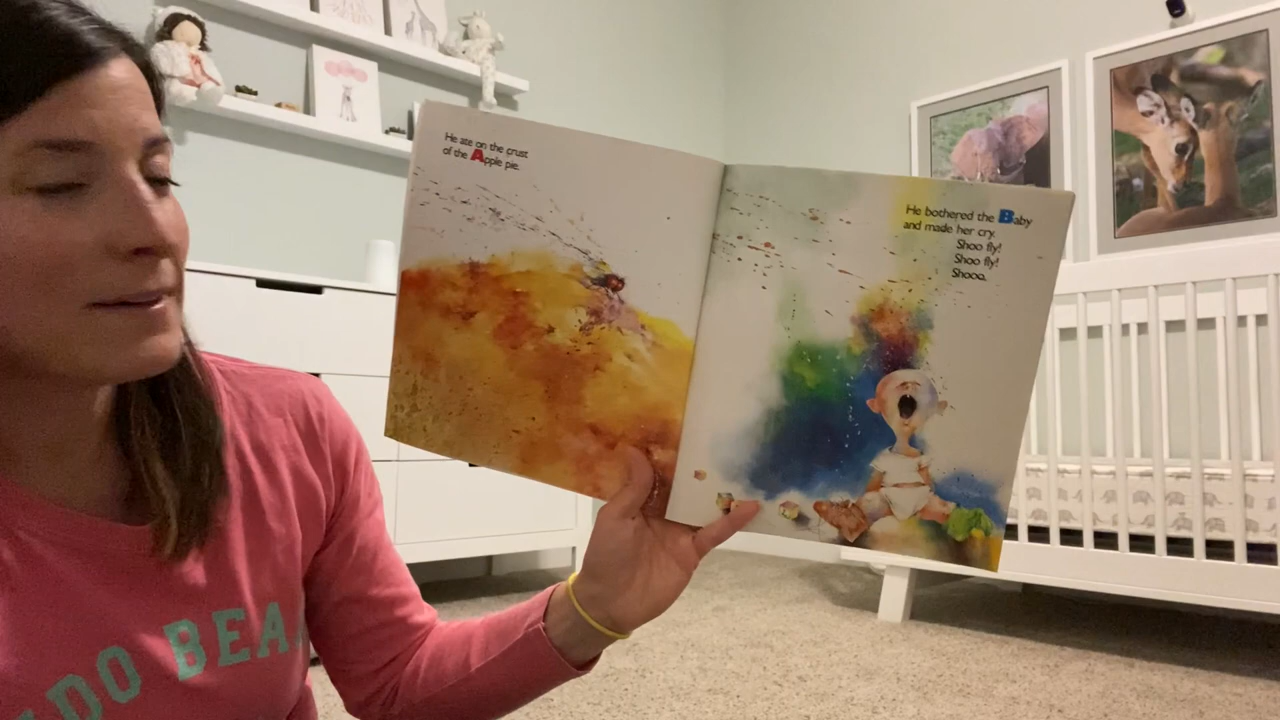 He ate on the crust
of the Apple pie.
He bothered the Baby
and made her cry.
Shoo fly!
Shoo fly!
Shooo.
DO BEA